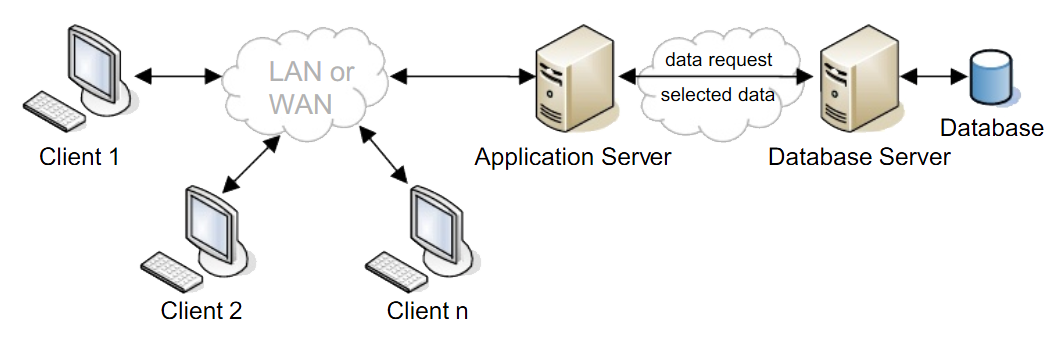 LAN or
WAN
data request
selected data
Client 1
Application Server
Database Server
Database
Client 2
Client n